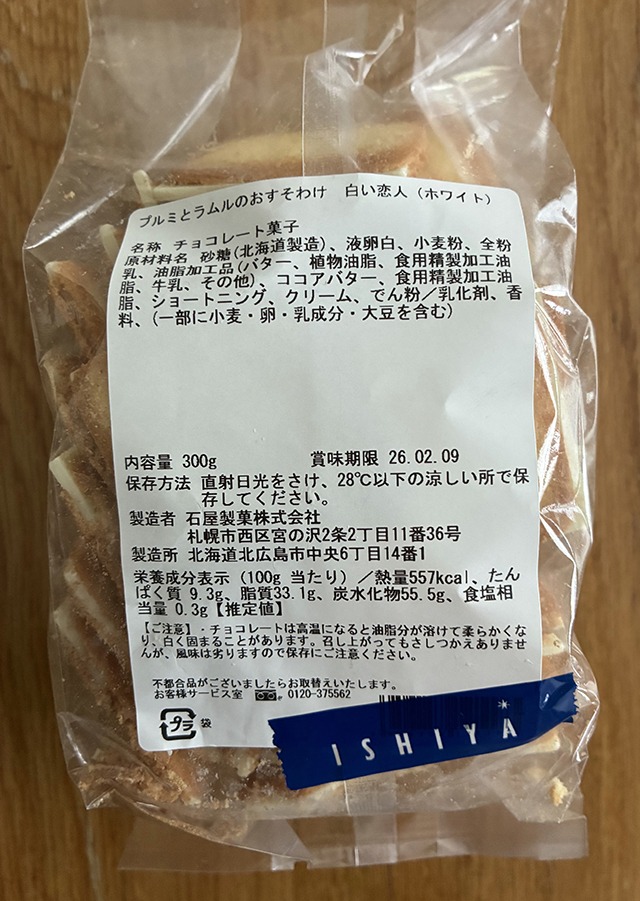 プルミとラムルのおすそわけ 白い恋人(ホワイト)
名称 チョコレート菓子
原材料名 砂糖(北海道製造)、液卵白、小麦粉、全粉
乳、油脂加工品(バター、植物油脂、食用精製加工油
脂、牛乳、その他)、ココアバター、食用精製加工油
脂、ショートニング、クリーム、でん粉/乳化剤、香
料、(一部に小麦・卵・乳成分・大豆を含む)
内容量 300g 賞味期限 26.02.09
保存方法 直射日光をさけ、28℃以下の涼しい所で保
存してください。
製造者 石屋製菓株式会社
札幌市西区宮の沢2条2丁目11番36号
製造所 北海道北広島市中央6丁目14番1
栄養成分表示(100g 当たり)/熱量557kcal、たん
ぱく質 9.3g、脂質33.1g、炭水化物55.5g、食塩相
当量 0.3g【推定値】
【ご注意】・チョコレートは高温になると油脂分が溶けて柔らかくな
り、白く固まることがあります。召し上がってもさしつかえありませ
んが、風味は劣りますので保存にご注意ください。
不都合品がございましたらお取替えいたします。
お客様サービス室 0120-375562
プラ 袋
ISHIYA